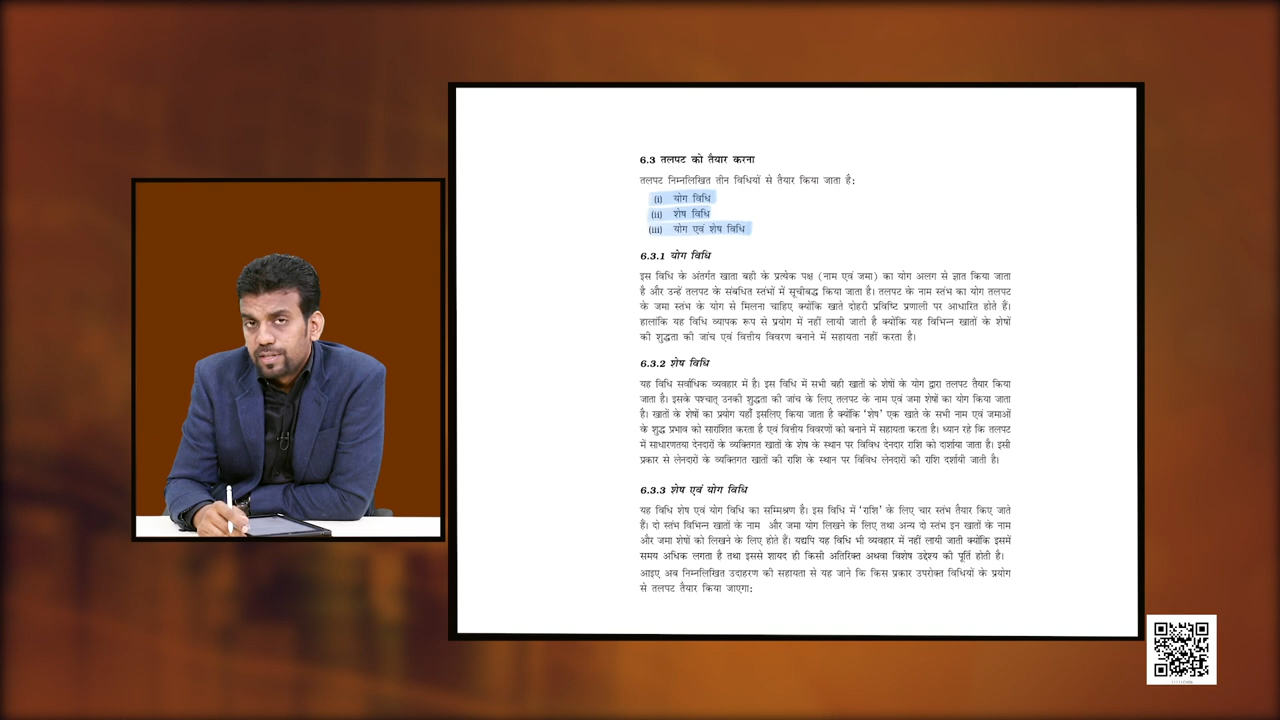 6.3 तलपट को तैयार करना
तलपट निम्नलिखित तीन विधियों से तैयार किया जाता है:
(i) योग विधि
(ii) शेष विधि
(iii) योग एवं शेष विधि
6.3.1 योग विधि
इस विधि के अंतर्गत खाता बही के प्रत्येक पक्ष (नाम एवं जमा) का योग अलग से ज्ञात किया जाता
है और उन्हें तलपट के संबंधित स्तंभों में सूचीबद्ध किया जाता है। तलपट के नाम स्तंभ का योग तलपट
के जमा स्तंभ के योग से मिलना चाहिए क्योंकि खाते दोहरी प्रविष्टि प्रणाली पर आधारित होते हैं।
हालांकि यह विधि व्यापक रूप से प्रयोग में नहीं लायी जाती है क्योंकि यह विभिन्न खातों के शेषों
की शुद्धता की जांच एवं वित्तीय विवरण बनाने में सहायता नहीं करता है।
6.3.2 शेष विधि
यह विधि सर्वाधिक व्यवहार में है। इस विधि में सभी बही खातों के शेषों के योग द्वारा तलपट तैयार किया
जाता है। इसके पश्चात् उनकी शुद्धता की जांच के लिए तलपट के नाम एवं जमा शेषों का योग किया जाता
है। खातों के शेषों का प्रयोग यहाँ इसलिए किया जाता है क्योंकि ‘शेष’ एक खाते के सभी नाम एवं जमाओं
के शुद्ध प्रभाव को सारांशित करता है एवं वित्तीय विवरणों को बनाने में सहायता करता है। ध्यान रहे कि तलपट
में साधारणतया देनदारों के व्यक्तिगत खातों के शेष के स्थान पर विविध देनदार राशि को दार्शाया जाता है। इसी
प्रकार से लेनदारों के व्यक्तिगत खातों की राशि के स्थान पर विविध लेनदारों की राशि दर्शायी जाती है।
6.3.3 शेष एवं योग विधि
यह विधि शेष एवं योग विधि का सम्मिश्रण है। इस विधि में ‘राशि’ के लिए चार स्तंभ तैयार किए जाते
हैं। दो स्तंभ विभिन्न खातों के नाम और जमा योग लिखने के लिए तथा अन्य दो स्तंभ इन खातों के नाम
और जमा शेषों को लिखने के लिए होते हैं। यद्यपि यह विधि भी व्यवहार में नहीं लायी जाती क्योंकि इसमें
समय अधिक लगता है तथा इससे शायद ही किसी अतिरिक्त अथवा विशेष उद्देश्य की पूर्ति होती है।
आइए अब निम्नलिखित उदाहरण की सहायता से यह जाने कि किस प्रकार उपरोक्त विधियों के प्रयोग
से तलपट तैयार किया जाएगा: